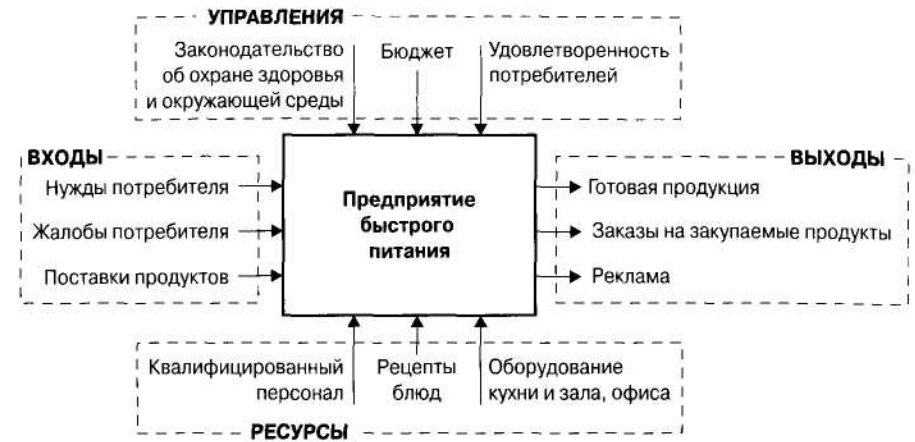 УПРАВЛЕНИЯ
Законодательство
об охране здоровья
и окружающей среды
Бюджет
Удовлетворенность
потребителей
ВХОДЫ
Нужды потребителя
Жалобы потребителя
Поставки продуктов
Предприятие
быстрого
питания
ВЫХОДЫ
Готовая продукция
Заказы на закупаемые продукты
Реклама
Квалифицированный
персонал
Рецепты
блюд
Оборудование
кухни и зала, офиса
РЕСУРСЫ